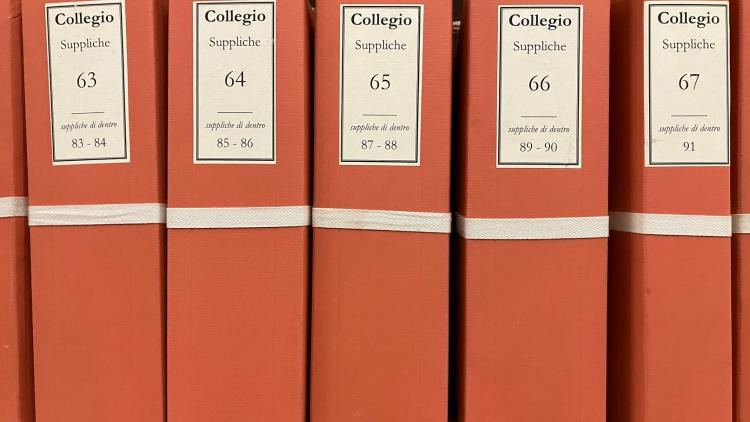 Collegio
Suppliche
63
suppliche di dentro
83 - 84
Collegio
Suppliche
64
suppliche di dentro
85 - 86
Collegio
Suppliche
65
suppliche di dentro
87 - 88
Collegio
Suppliche
66
suppliche di dentro
89 - 90
Collegio
Suppliche
67
suppliche di dentro
91